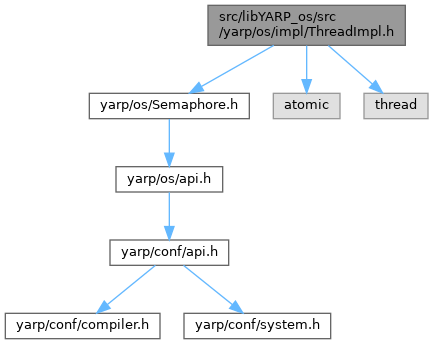 src/libYARP_os/src
/yarp/os/impl/ThreadImpl.h
yarp/os/Semaphore.h
atomic
thread
yarp/os/api.h
yarp/conf/api.h
yarp/conf/compiler.h
yarp/conf/system.h